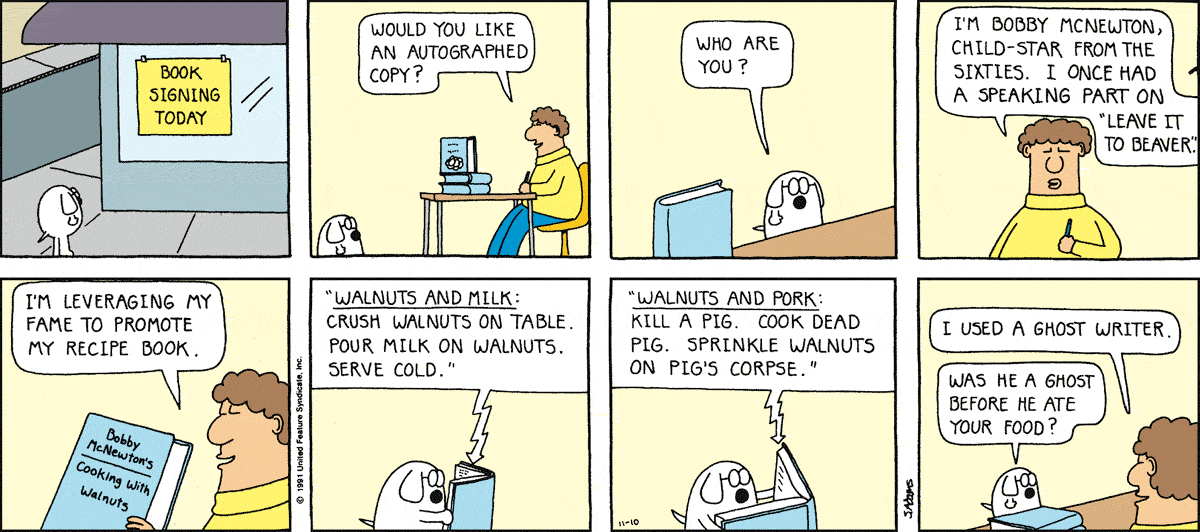 BOOK
SIGNING
TODAY
WOULD YOU LIKE
AN AUTOGRAPHED
COPY?
WHO ARE
YOU?
I'M BOBBY MCNEWTON,
CHILD-STAR FROM THE
SIXTIES. I ONCE HAD
A SPEAKING PART ON
"LEAVE IT
TO BEAVER."
I'M LEVERAGING MY
FAME TO PROMOTE
MY RECIPE BOOK.
Bobby
McNewton's
Cooking With
Walnuts
© 1991 United Feature Syndicate, Inc.
"WALNUTS AND MILK:
CRUSH WALNUTS ON TABLE.
POUR MILK ON WALNUTS.
SERVE COLD."
"WALNUTS AND PORK:
KILL A PIG. COOK DEAD
PIG. SPRINKLE WALNUTS
ON PIG'S CORPSE."
11-10
S.ADAMS
I USED A GHOST WRITER.
WAS HE A GHOST
BEFORE HE ATE
YOUR FOOD?